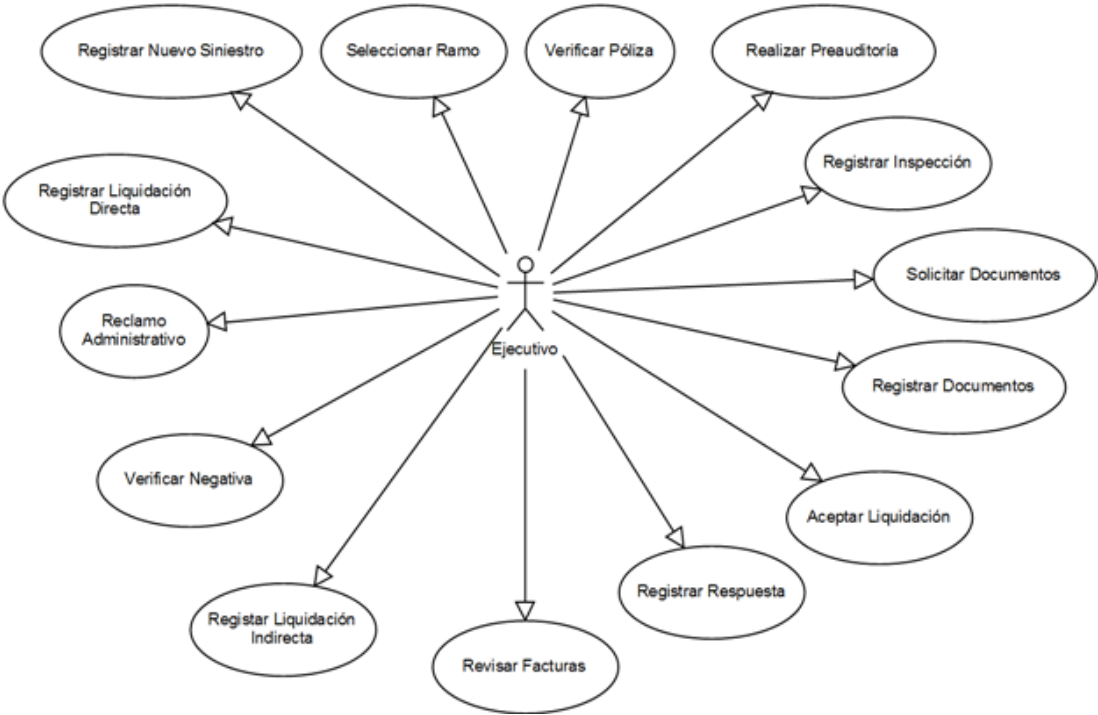 Registrar Nuevo Siniestro
Seleccionar Ramo
Verificar Póliza
Realizar Preauditoría
Registrar Inspección
Registrar Liquidación
Directa
Solicitar Documentos
Reclamo
Administrativo
Ejecutivo
Registrar Documentos
Verificar Negativa
Aceptar Liquidación
Registrar Respuesta
Registar Liquidación
Indirecta
Revisar Facturas